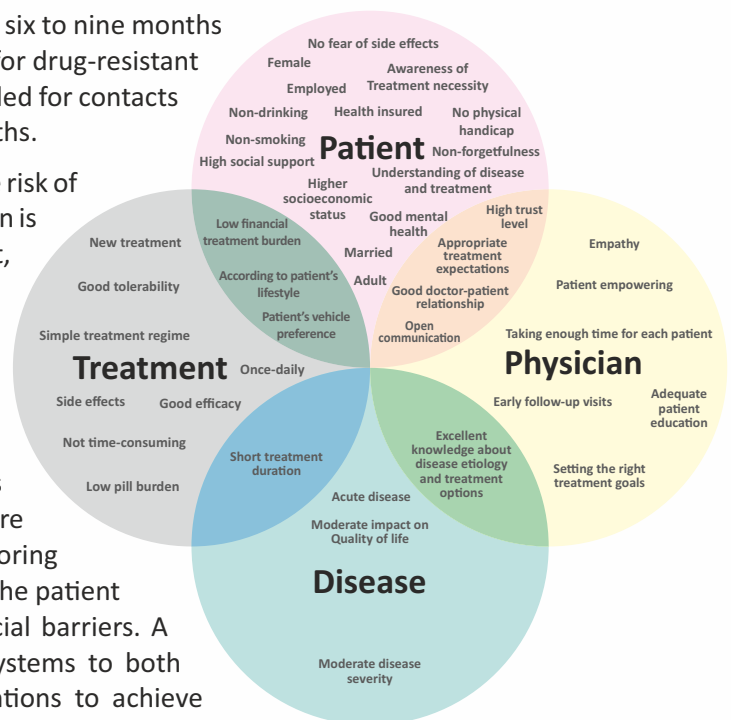 six to nine months
for drug-resistant
led for contacts
ths.
risk of
n is
t,
s
re
oring
he patient
cial barriers. A
ystems to both
ations to achieve
No fear of side effects
Female
Awareness of
Treatment necessity
Employed
Non-drinking
Health insured
No physical
handicap
Non-smoking
Patient
Non-forgetfulness
High social support
Understanding of disease
and treatment
Higher
socioeconomic
status
Good mental
health
Married
Adult
High trust
level
Appropriate
treatment
expectations
Good doctor-patient
relationship
Open
communication
Low financial
treatment burden
According to patient's
lifestyle
Patient's vehicle
preference
New treatment
Good tolerability
Simple treatment regime
Treatment
Once-daily
Side effects
Good efficacy
Not time-consuming
Low pill burden
Short treatment
duration
Empathy
Patient empowering
Taking enough time for each patient
Physician
Early follow-up visits
Adequate
patient
education
Setting the right
treatment goals
Excellent
knowledge about
disease etiology
and treatment
options
Acute disease
Moderate impact on
Quality of life
Disease
Moderate disease
severity